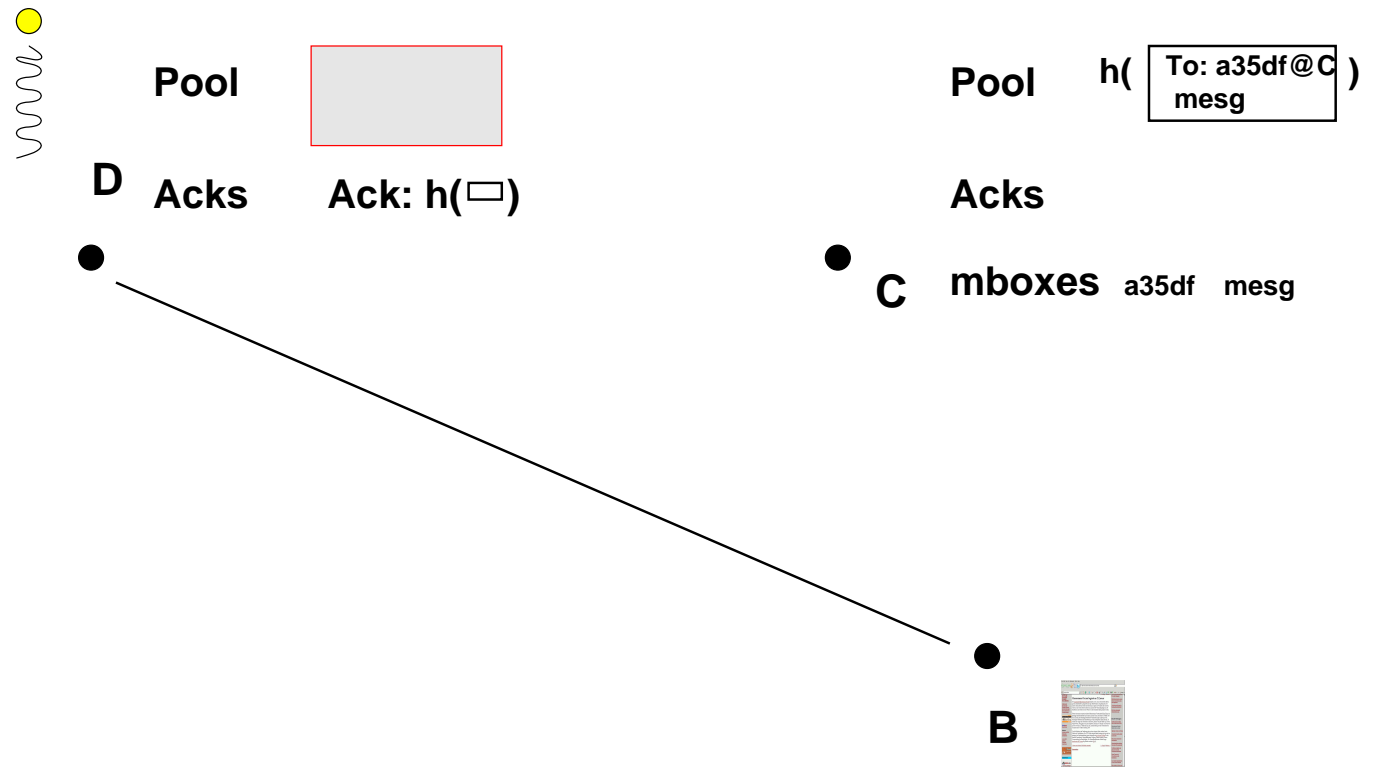 Pool
D
Acks
Ack: h(▭)
Pool
h( To: a35df@C )
mesg
Acks
C
mboxes a35df mesg
B